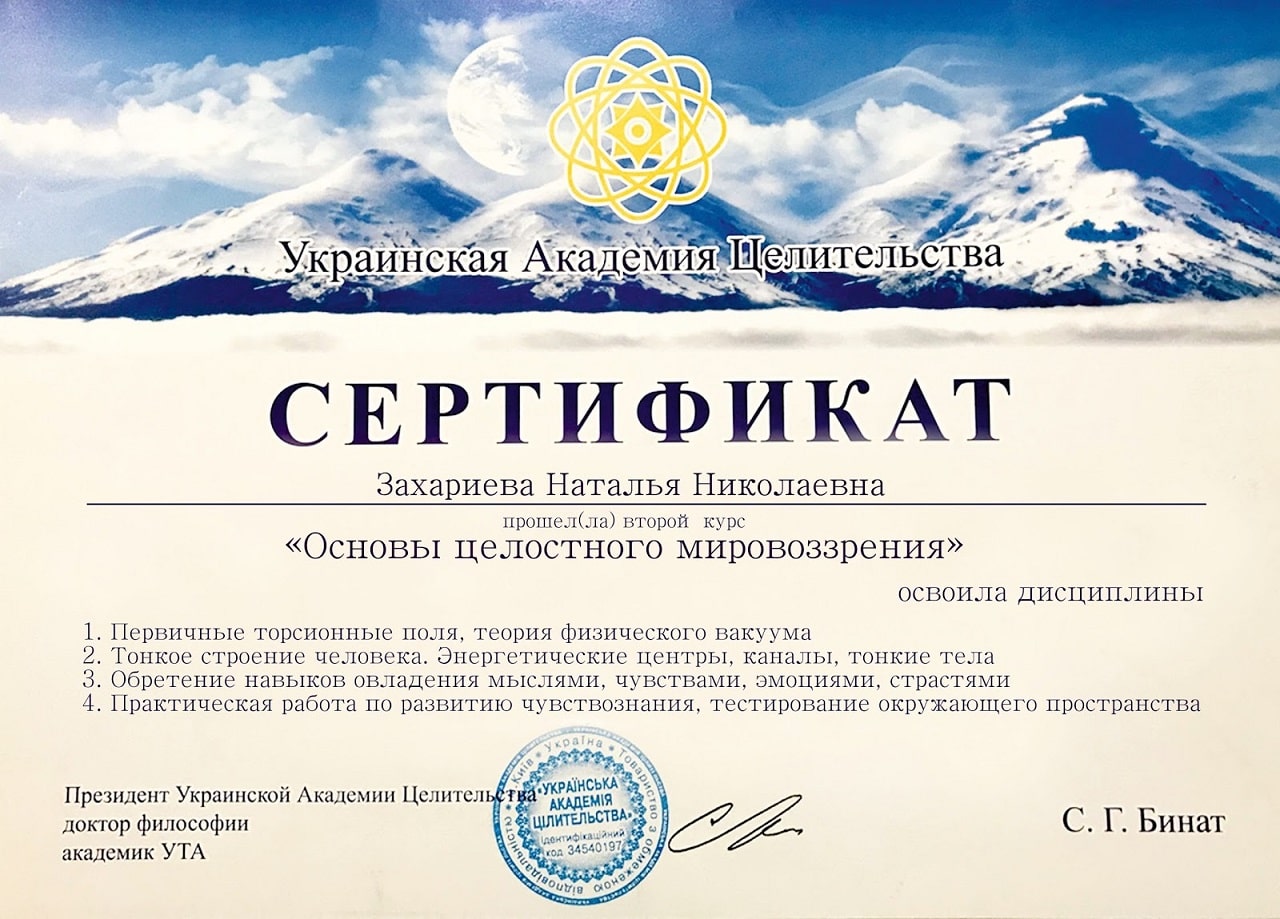 Украинская Академия Целительства
СЕРТИФИКАТ
Захариева Наталья Николаевна
прошел(ла) второй курс
«Основы целостного мировоззрения»
освоила дисциплины
1. Первичные торсионные поля, теория физического вакуума
2. Тонкое строение человека. Энергетические центры, каналы, тонкие тела
3. Обретение навыков овладения мыслями, чувствами, эмоциями, страстями
4. Практическая работа по развитию чувствознания, тестирование окружающего пространства
Президент Украинской Академии Целительства
доктор философии
академик УТА
Київ * Україна * Товариство з обмеженою відповідальністю
«УКРАЇНСЬКА
АКАДЕМІЯ
ЦІЛИТЕЛЬСТВА»
Ідентифікаційний
код 34540197
С. Г. Бинат